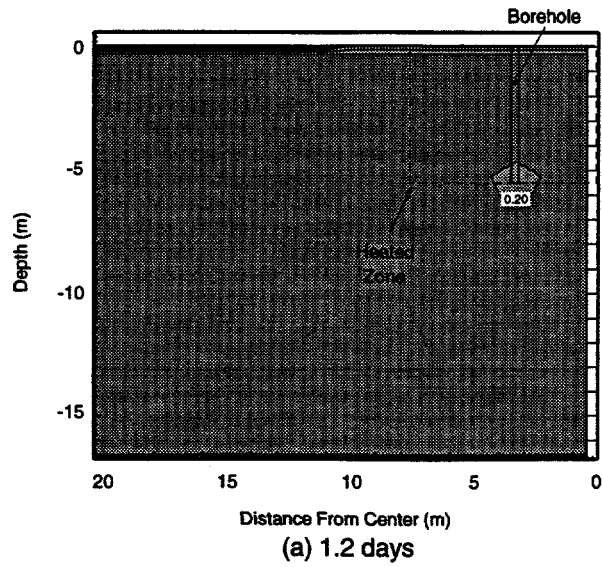 Borehole
0
-5
0.20
Heated
Zone
-10
-15
20 15 10 5 0
Depth (m)
Distance From Center (m)
(a) 1.2 days